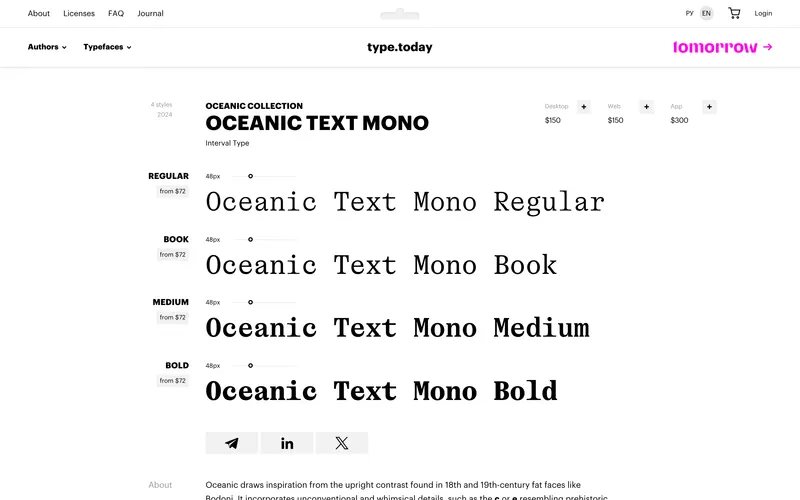 About Licenses FAQ Journal
РУ EN Login
Authors Typefaces
type.today
tomorrow →
4 styles
2024
OCEANIC COLLECTION
OCEANIC TEXT MONO
Interval Type
Desktop + Web + App +
$150 $150 $300
REGULAR
from $72
48px
Oceanic Text Mono Regular
BOOK
from $72
48px
Oceanic Text Mono Book
MEDIUM
from $72
48px
Oceanic Text Mono Medium
BOLD
from $72
48px
Oceanic Text Mono Bold
in X
About
Oceanic draws inspiration from the upright contrast found in 18th and 19th-century fat faces like
Bodoni. It incorporates unconventional and whimsical details, such as the c or e resembling prehistoric